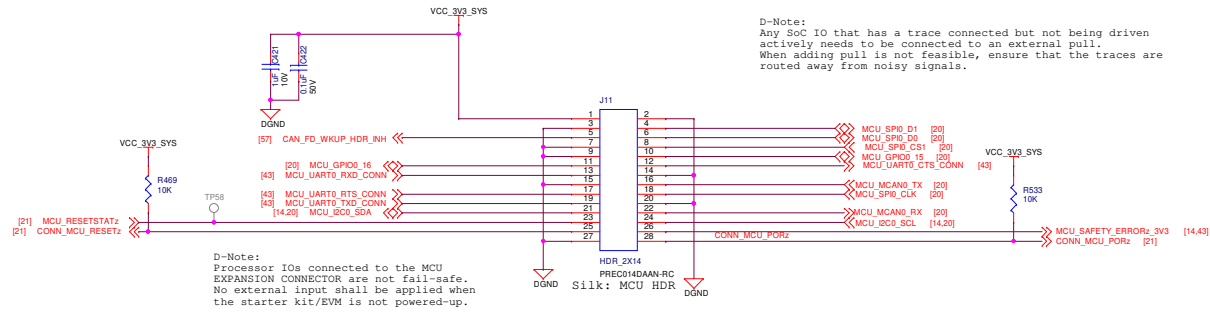 VCC_3V3_SYS
D-Note:
Any SoC IO that has a trace connected but not being driven
actively needs to be connected to an external pull.
When adding pull is not feasible, ensure that the traces are
routed away from noisy signals.
C421
1uF
10V
C422
0.1uF
50V
DGND
J11
1 2
3 4
[57] CAN_FD_WKUP_HDR_INH 5 6 MCU_SPI0_D1 [20]
7 8 MCU_SPI0_D0 [20]
9 10 MCU_SPI0_CS1 [20]
[20] MCU_GPIO0_16 11 12 MCU_GPIO0_15 [20]
[43] MCU_UART0_RXD_CONN 13 14 MCU_UART0_CTS_CONN [43]
15 16 MCU_MCAN0_TX [20]
[43] MCU_UART0_RTS_CONN 17 18 MCU_SPI0_CLK [20]
[43] MCU_UART0_TXD_CONN 19 20
[14,20] MCU_I2C0_SDA 21 22 MCU_MCAN0_RX [20]
[21] MCU_RESETSTATz 23 24 MCU_I2C0_SCL [14,20]
[21] CONN_MCU_RESETz 25 26 MCU_SAFETY_ERRORz_3V3 [14,43]
27 28 CONN_MCU_PORz CONN_MCU_PORz [21]
VCC_3V3_SYS
R469
10K
TP58
VCC_3V3_SYS
R533
10K
HDR_2X14
PREC014DAAN-RC
Silk: MCU HDR
DGND
DGND
D-Note:
Processor IOs connected to the MCU
EXPANSION CONNECTOR are not fail-safe.
No external input shall be applied when
the starter kit/EVM is not powered-up.